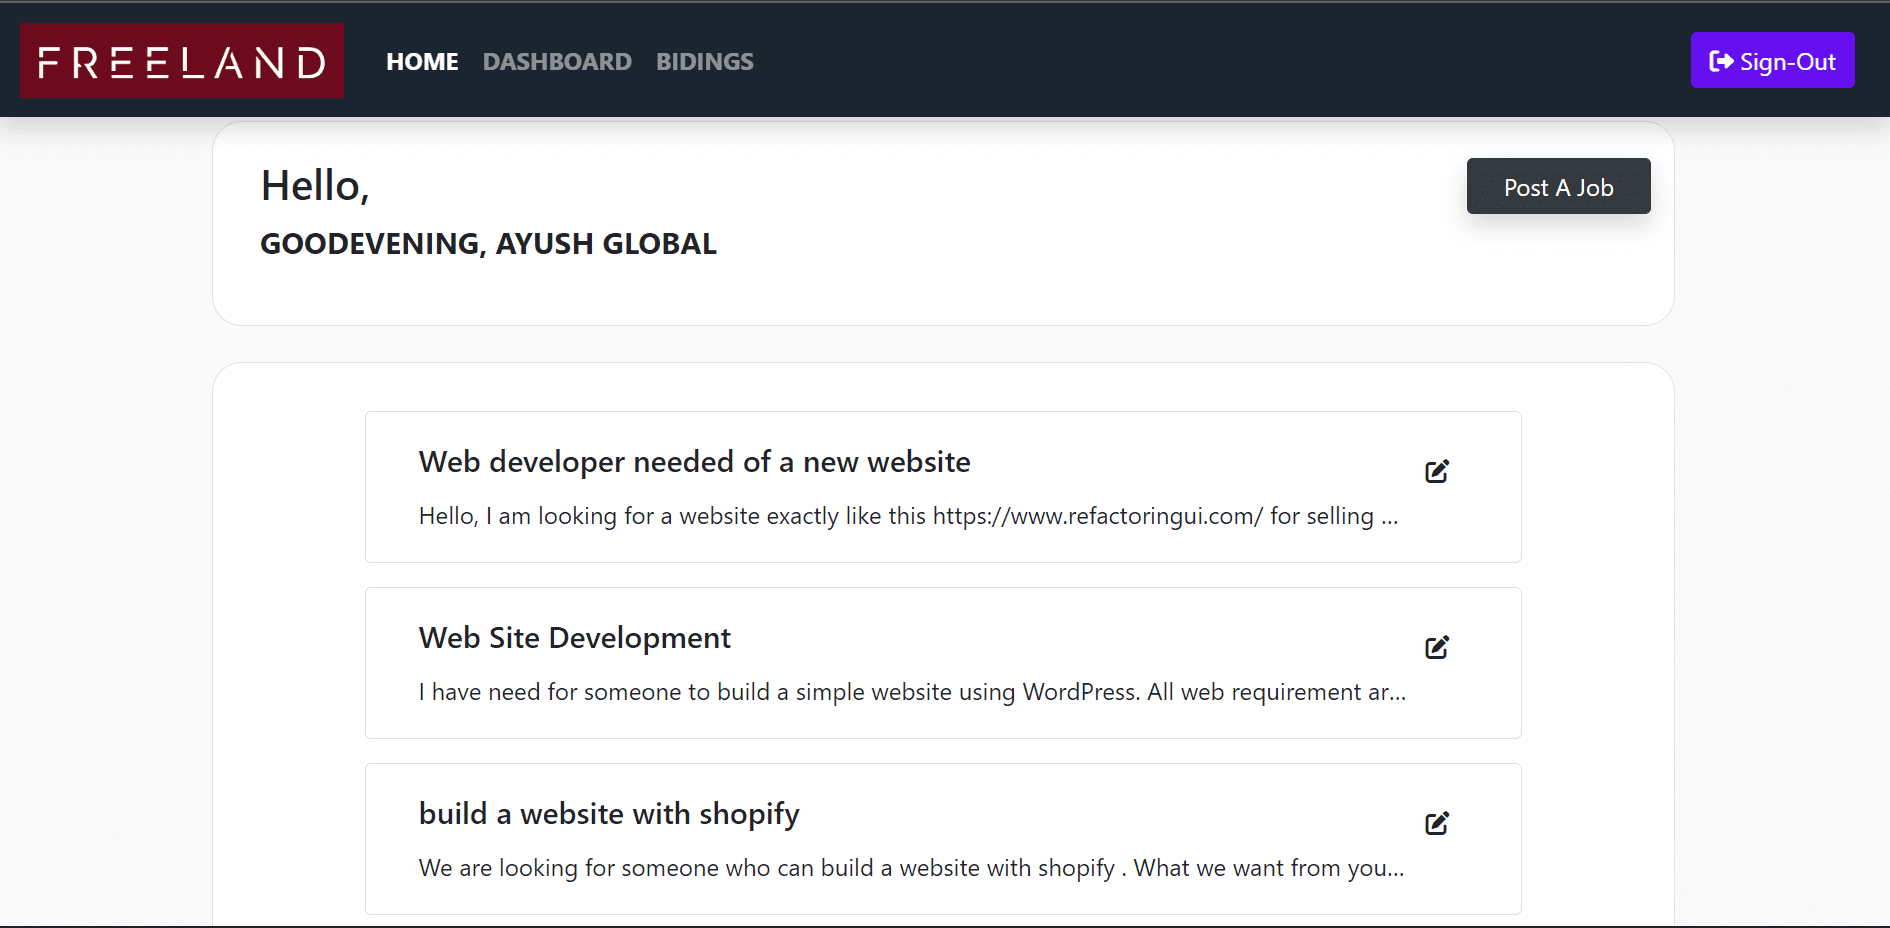 FREELAND HOME DASHBOARD BIDINGS Sign-Out
Hello,
Post A Job
GOODEVENING, AYUSH GLOBAL
Web developer needed of a new website
Hello, I am looking for a website exactly like this https://www.refactoringui.com/ for selling ...
Web Site Development
I have need for someone to build a simple website using WordPress. All web requirement ar...
build a website with shopify
We are looking for someone who can build a website with shopify . What we want from you...